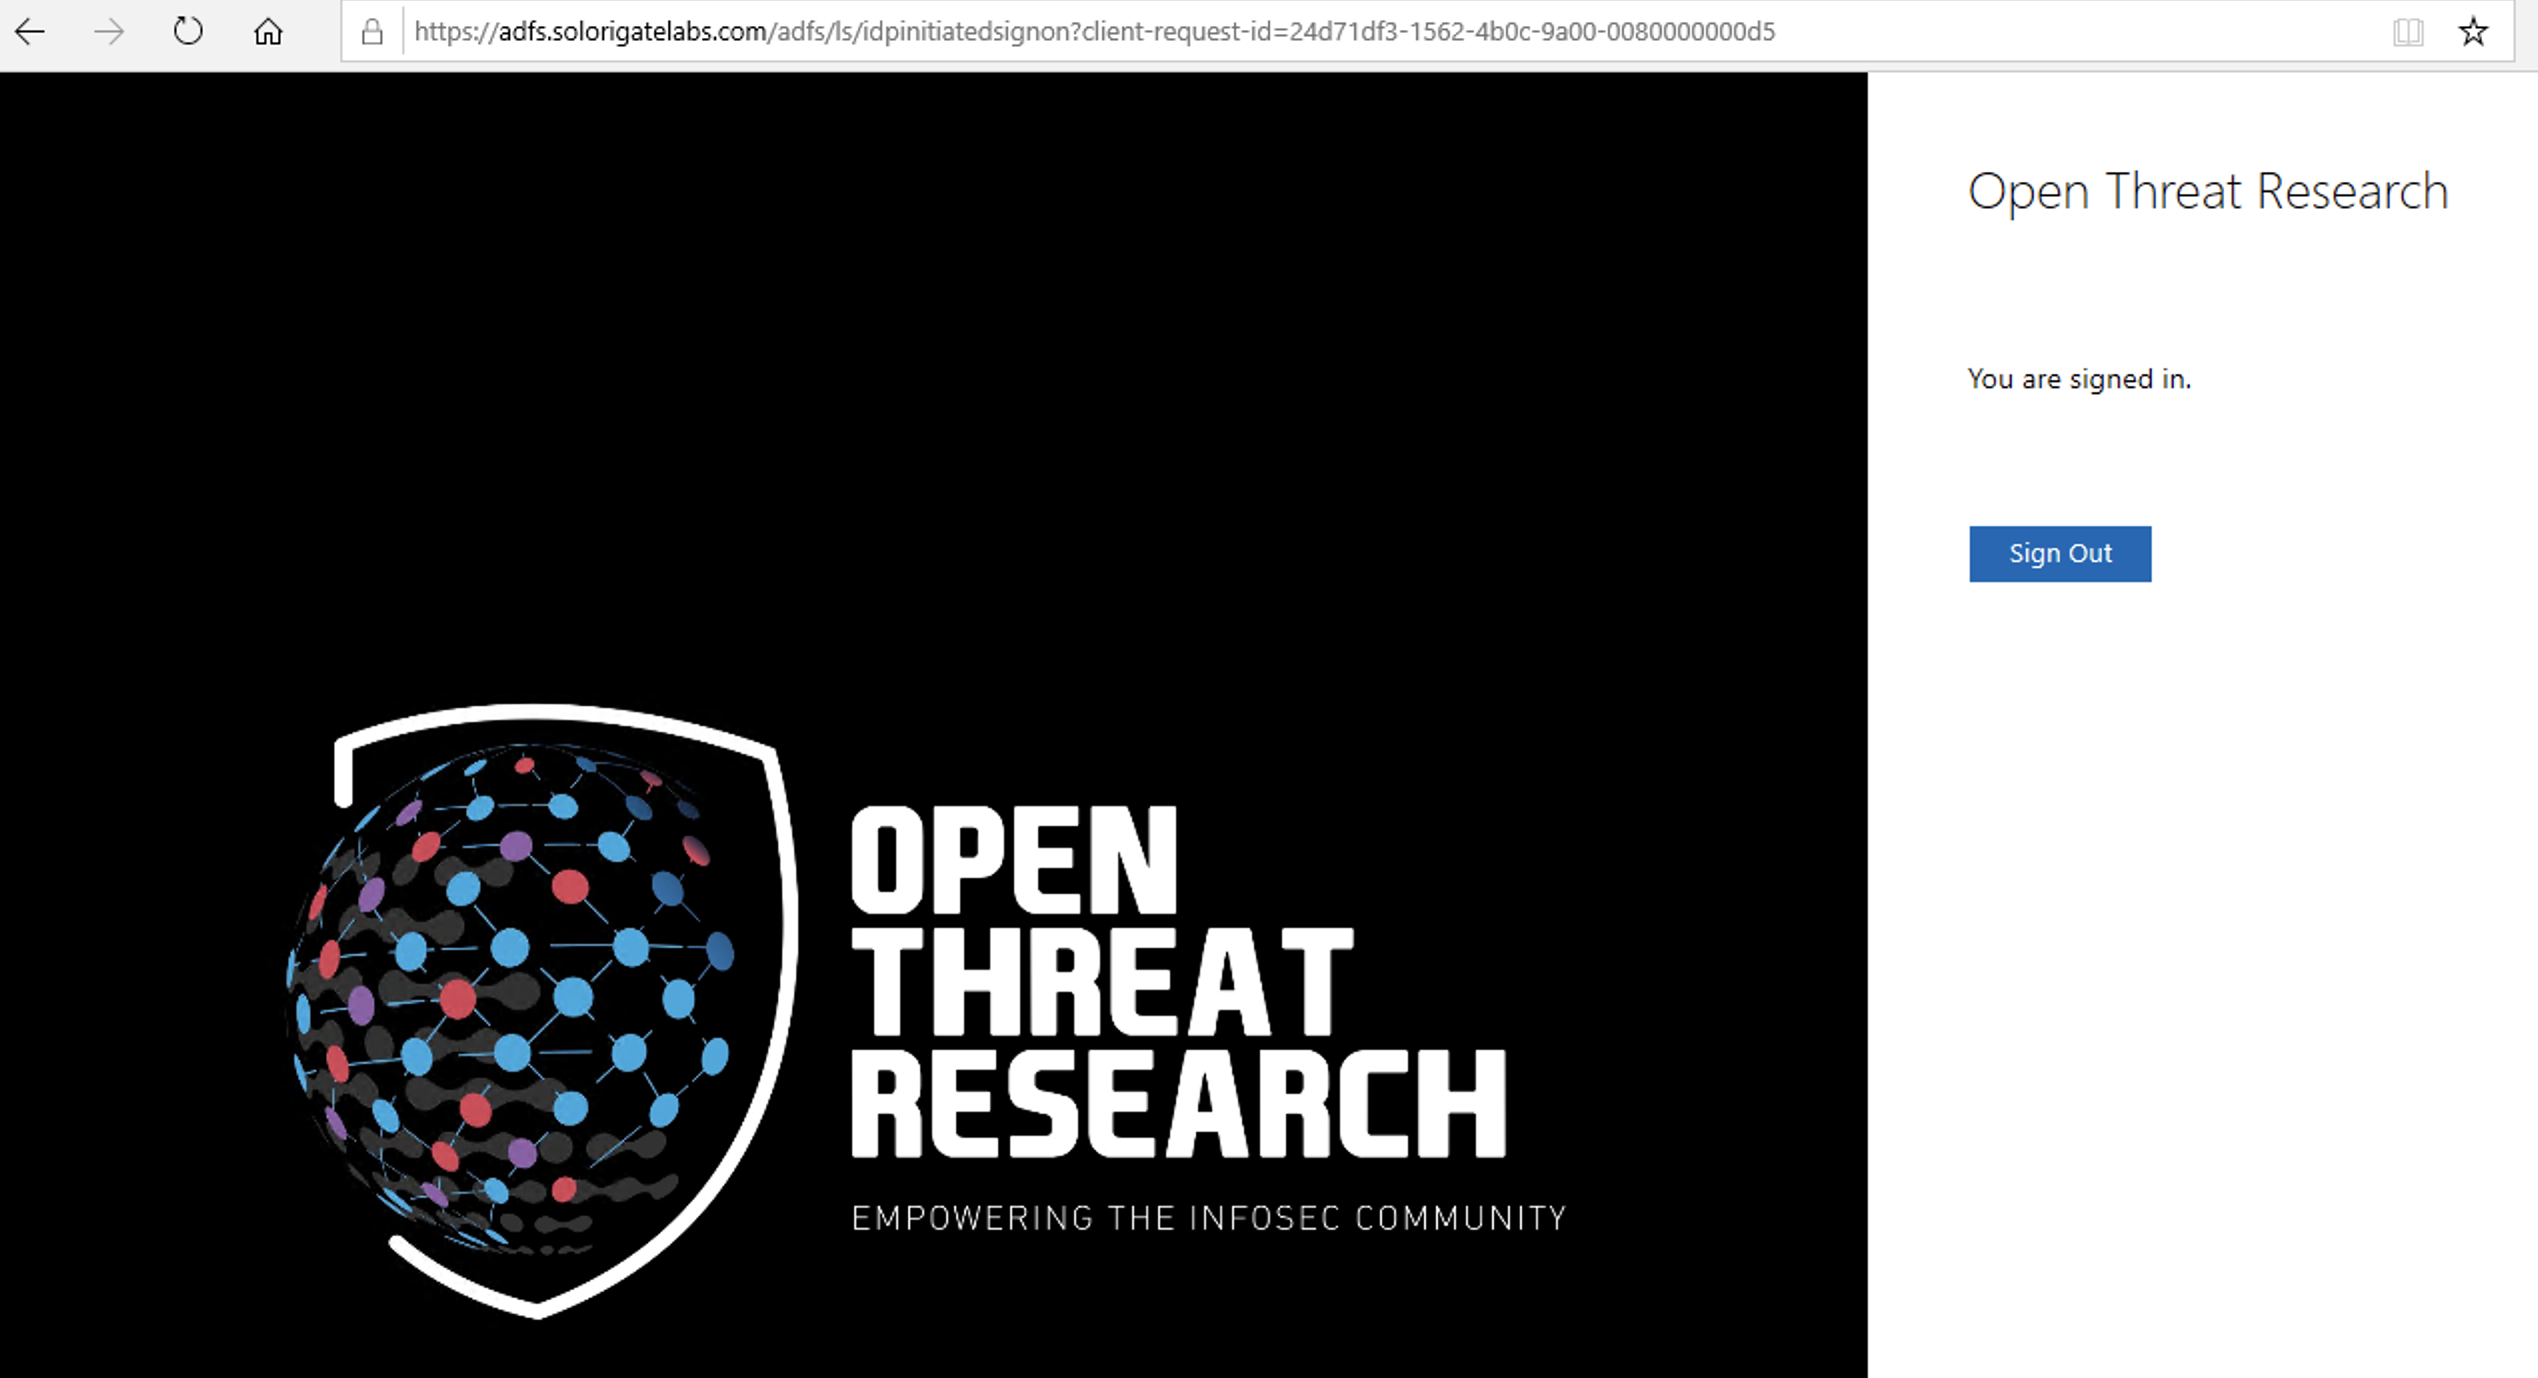 https://adfs.solorigatelabs.com/adfs/ls/idpinitiatedsignon?client-request-id=24d71df3-1562-4b0c-9a00-0080000000d5
Open Threat Research
You are signed in.
Sign Out
OPEN
THREAT
RESEARCH
EMPOWERING THE INFOSEC COMMUNITY